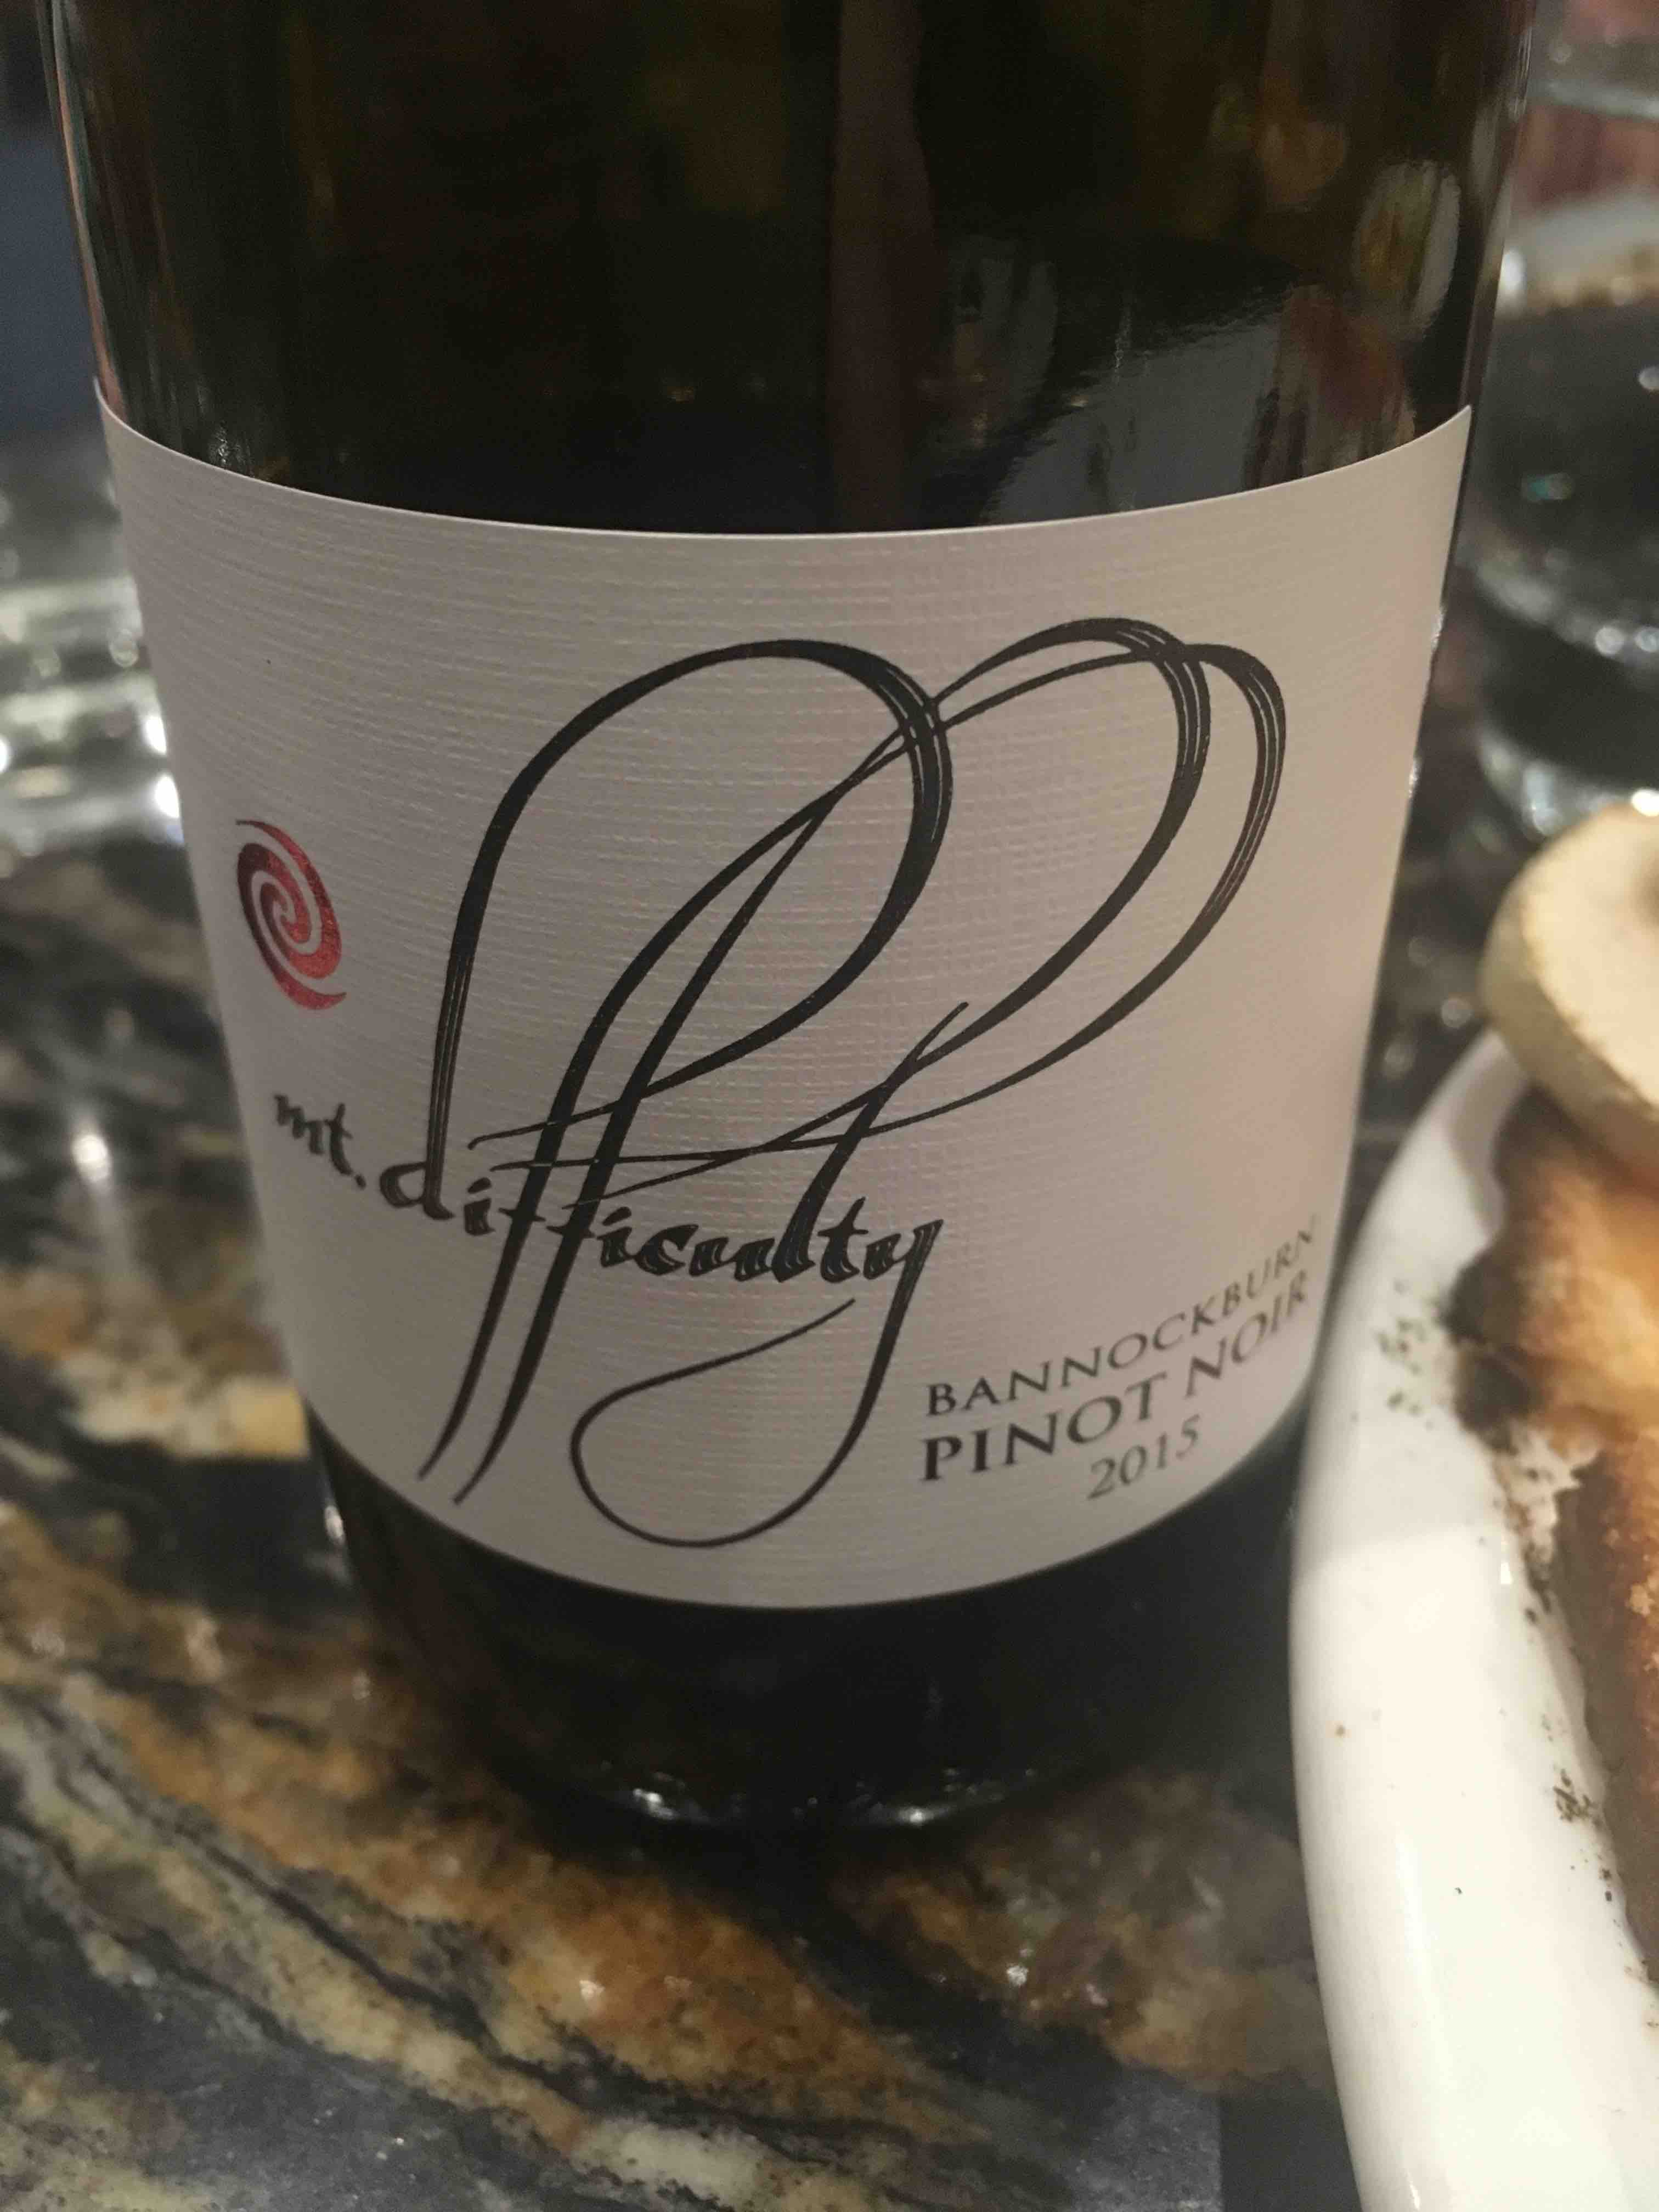 mt. difficulty
BANNOCKBURN
PINOT NOIR
2015